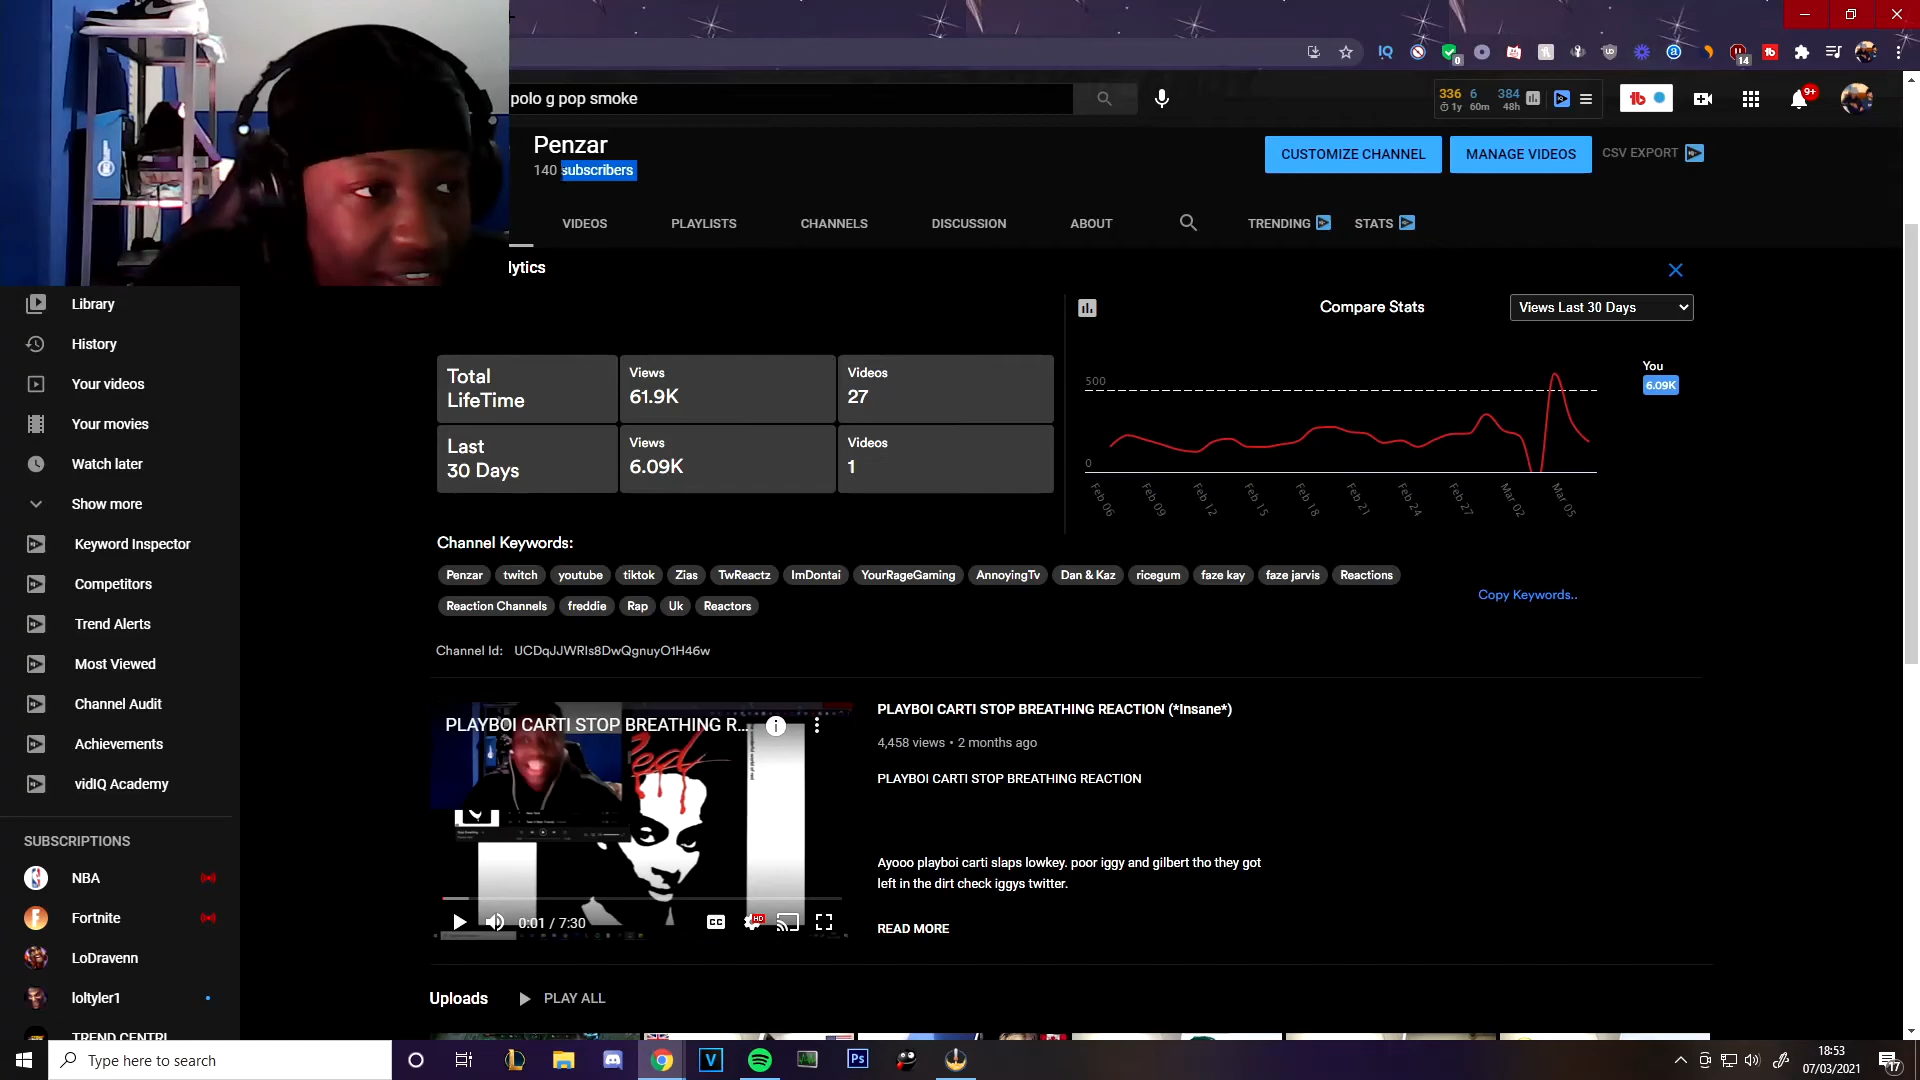 polo g pop smoke
336 6 384
1y 60m 48h
9+
0
14
Penzar
140 subscribers
CUSTOMIZE CHANNEL
MANAGE VIDEOS
CSV EXPORT
VIDEOS
PLAYLISTS
CHANNELS
DISCUSSION
ABOUT
TRENDING
STATS
lytics
Library
History
Your videos
Your movies
Watch later
Show more
Keyword Inspector
Competitors
Trend Alerts
Most Viewed
Channel Audit
Achievements
vidIQ Academy
SUBSCRIPTIONS
NBA
Fortnite
LoDravenn
loltyler1
Total
LifeTime
Views
61.9K
Videos
27
Last
30 Days
Views
6.09K
Videos
1
Compare Stats
Views Last 30 Days
You
6.09K
500
0
Feb 06
Feb 09
Feb 12
Feb 15
Feb 18
Feb 21
Feb 24
Feb 27
Mar 02
Mar 05
Channel Keywords:
Penzar twitch youtube tiktok Zias TwReactz ImDontai YourRageGaming AnnoyingTv Dan & Kaz ricegum faze kay faze jarvis Reactions
Reaction Channels freddie Rap Uk Reactors
Copy Keywords..
Channel Id: UCDqJJWRIs8DwQgnuyO1H46w
PLAYBOI CARTI STOP BREATHING R...
0:01 / 7:30
CC
HD
PLAYBOI CARTI STOP BREATHING REACTION (*Insane*)
4,458 views • 2 months ago
PLAYBOI CARTI STOP BREATHING REACTION
Ayooo playboi carti slaps lowkey. poor iggy and gilbert tho they got
left in the dirt check iggys twitter.
READ MORE
Uploads
PLAY ALL
Type here to search
Ps
18:53
07/03/2021
17